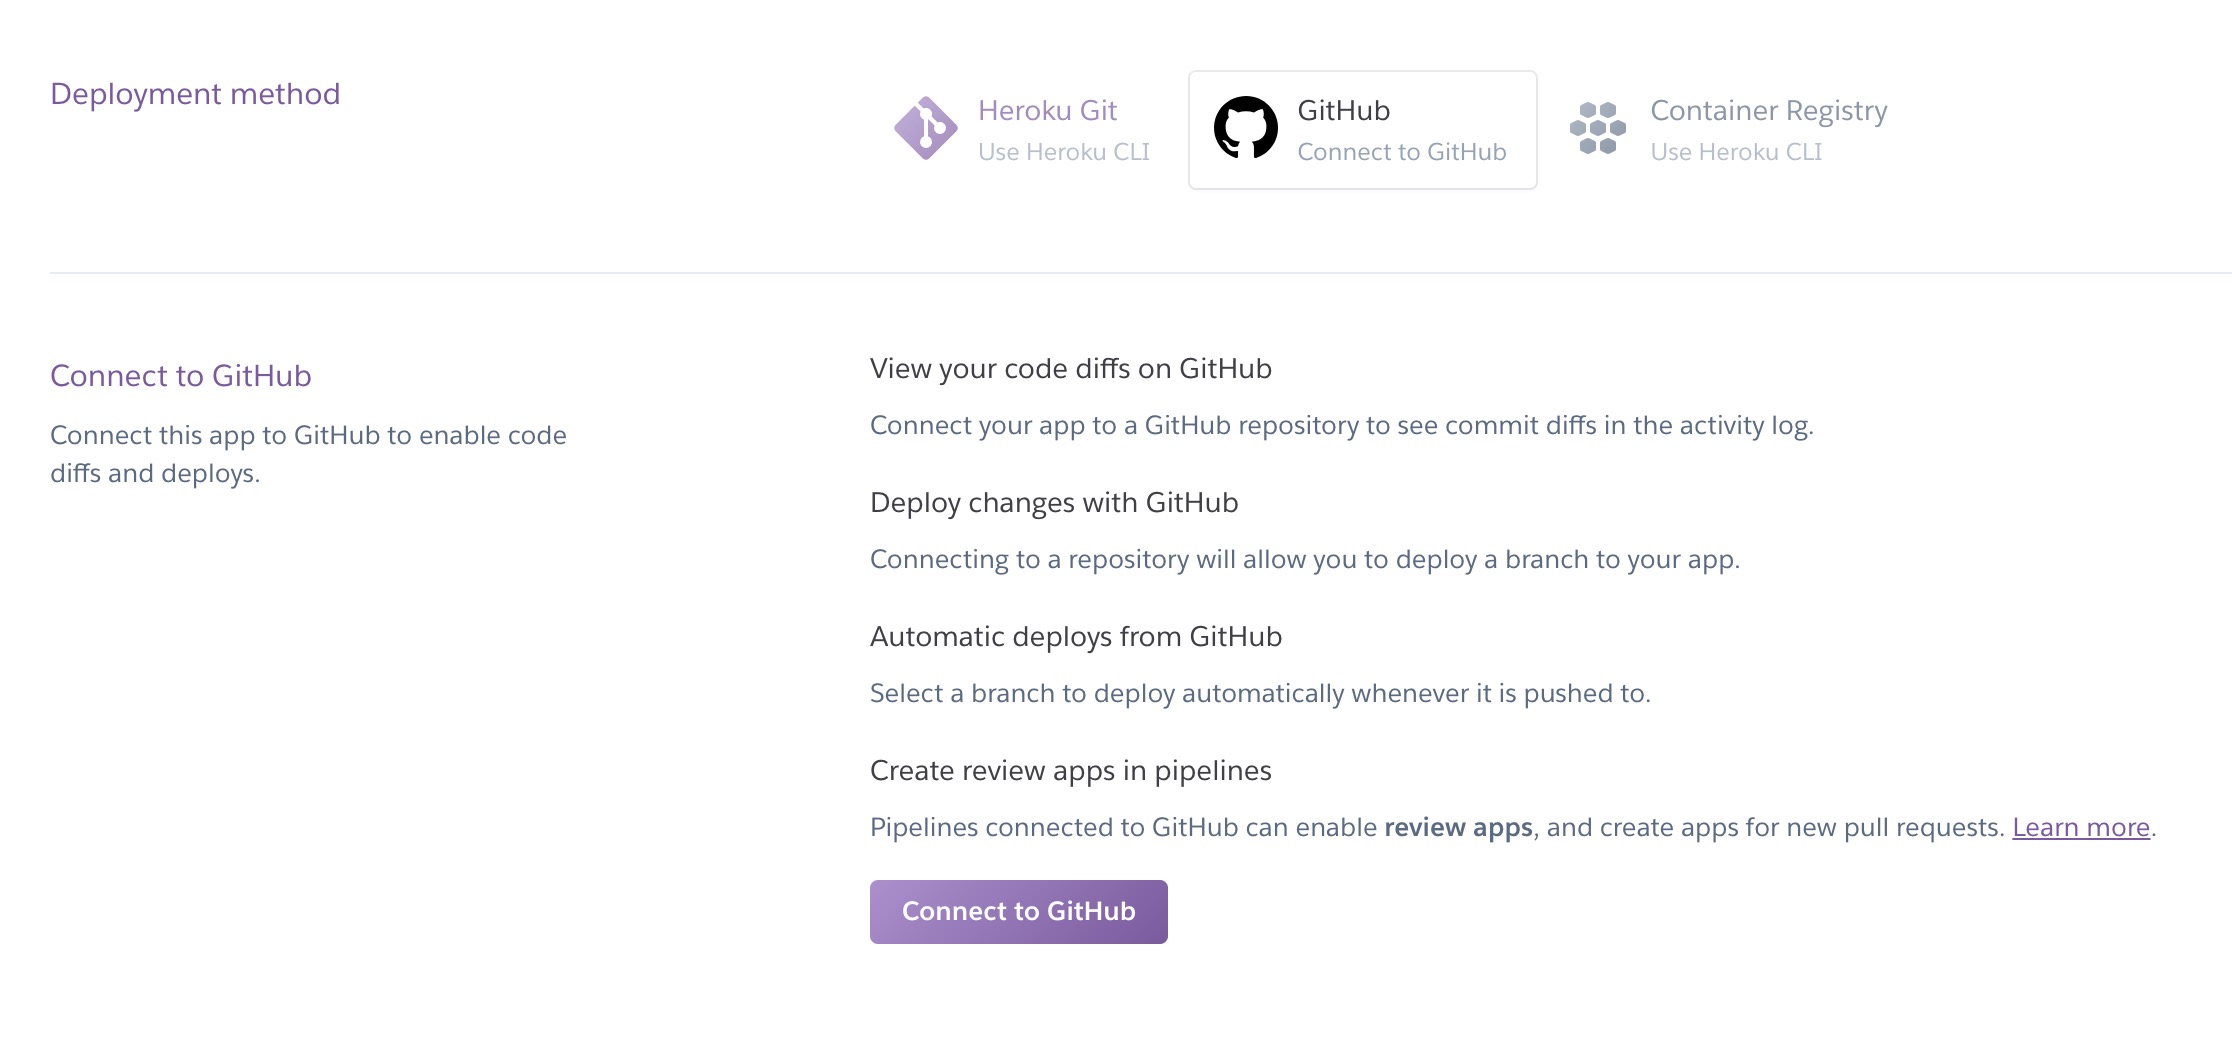 Deployment method
Heroku Git
Use Heroku CLI
GitHub
Connect to GitHub
Container Registry
Use Heroku CLI
Connect to GitHub
Connect this app to GitHub to enable code
diffs and deploys.
View your code diffs on GitHub
Connect your app to a GitHub repository to see commit diffs in the activity log.
Deploy changes with GitHub
Connecting to a repository will allow you to deploy a branch to your app.
Automatic deploys from GitHub
Select a branch to deploy automatically whenever it is pushed to.
Create review apps in pipelines
Pipelines connected to GitHub can enable review apps, and create apps for new pull requests. Learn more.
Connect to GitHub